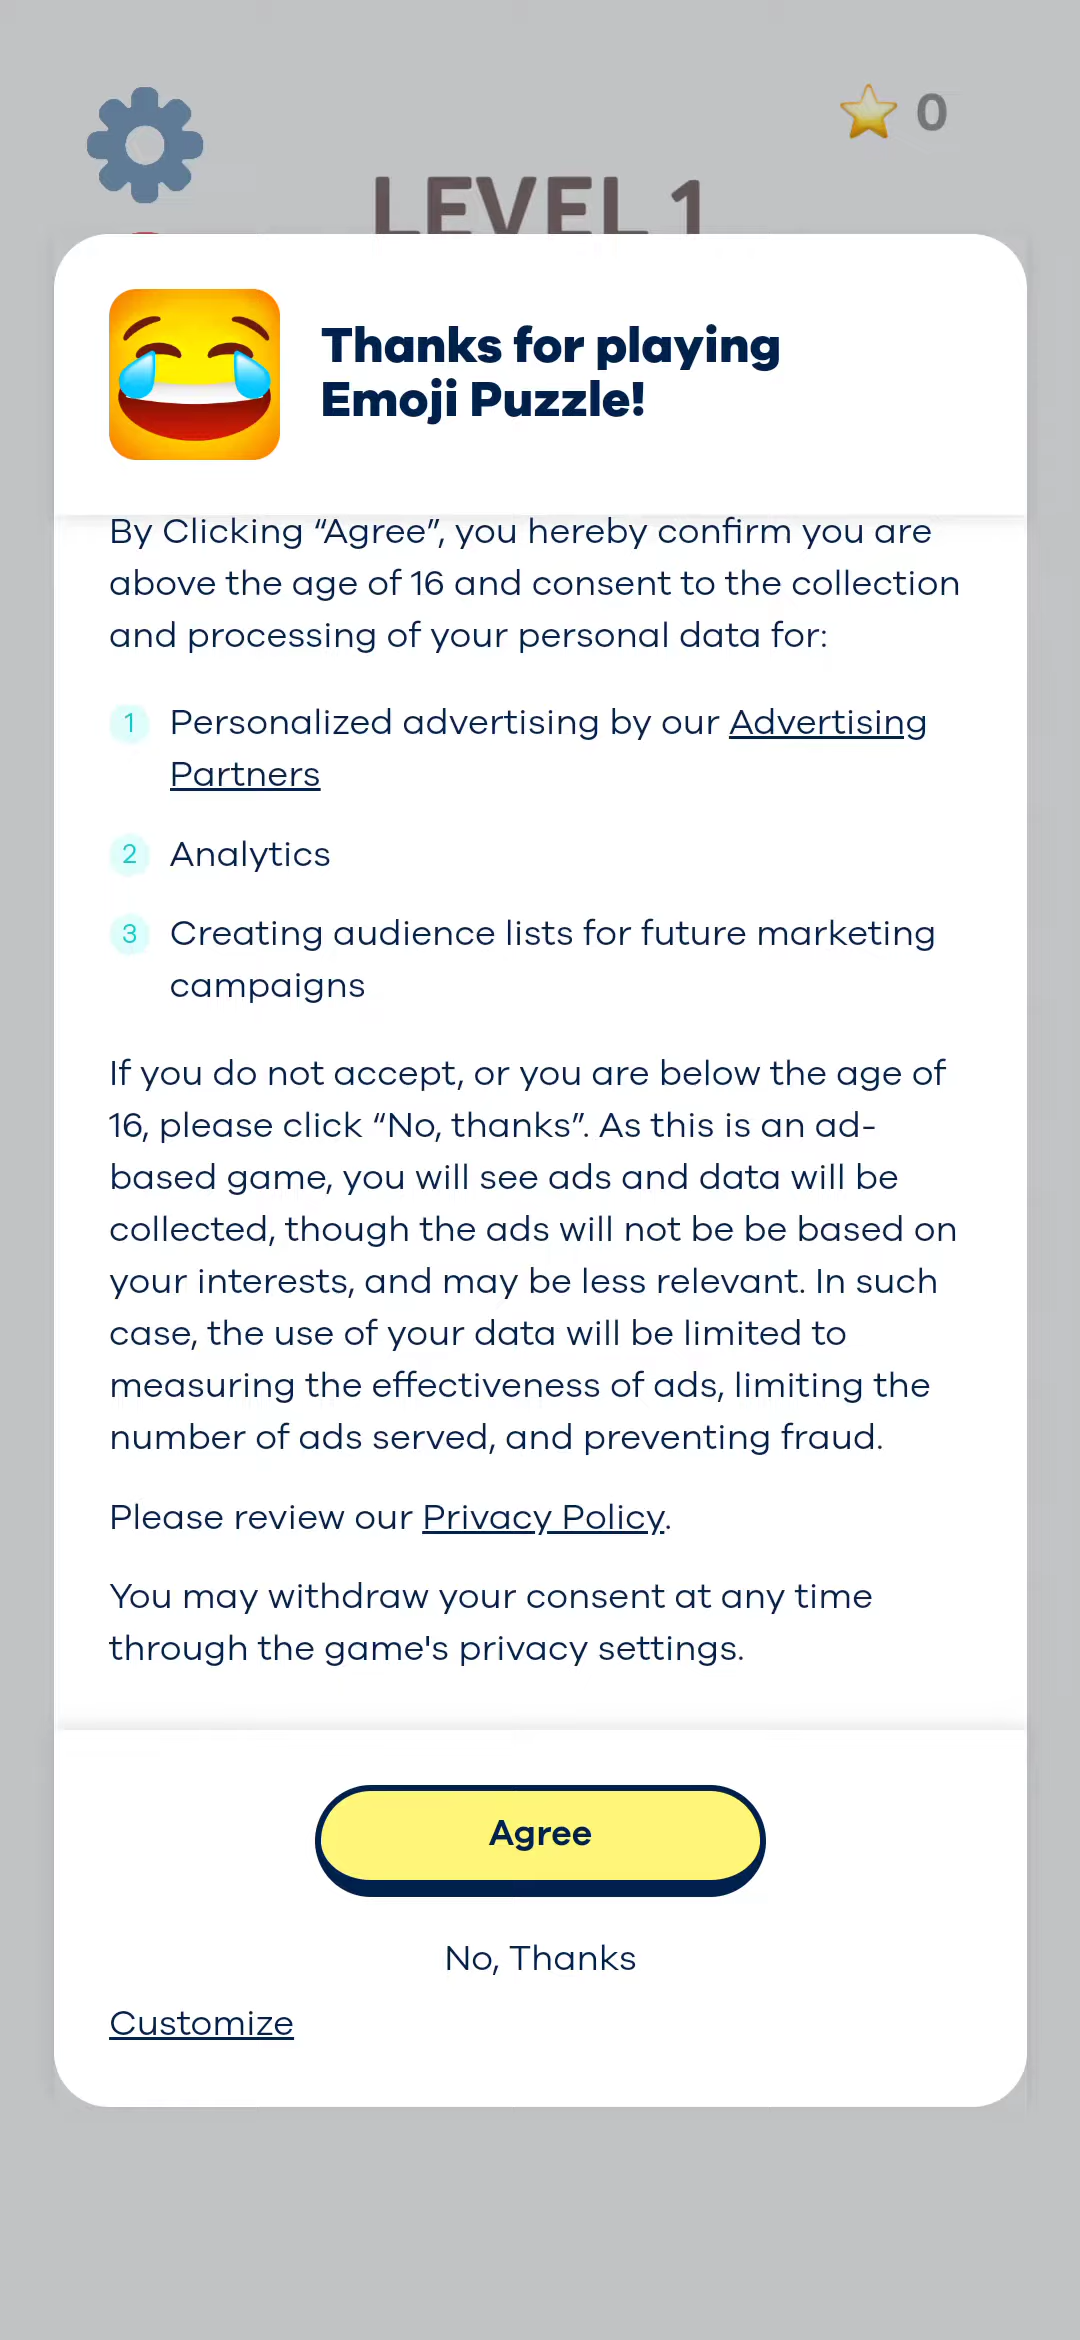 0
LEVEL 1
Thanks for playing
Emoji Puzzle!
By Clicking “Agree”, you hereby confirm you are
above the age of 16 and consent to the collection
and processing of your personal data for:
1 Personalized advertising by our Advertising
Partners
2 Analytics
3 Creating audience lists for future marketing
campaigns
If you do not accept, or you are below the age of
16, please click “No, thanks”. As this is an ad-
based game, you will see ads and data will be
collected, though the ads will not be be based on
your interests, and may be less relevant. In such
case, the use of your data will be limited to
measuring the effectiveness of ads, limiting the
number of ads served, and preventing fraud.
Please review our Privacy Policy.
You may withdraw your consent at any time
through the game's privacy settings.
Agree
No, Thanks
Customize